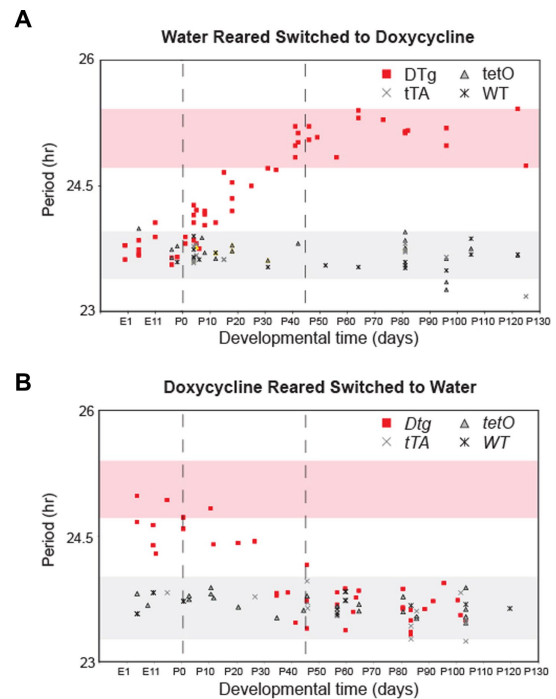 A
Water Reared Switched to Doxycycline
26
24.5
23
Period (hr)
DTg tetO
tTA WT
E1 E11 P0 P10 P20 P30 P40 P50 P60 P70 P80 P90 P100 P110 P120 P130
Developmental time (days)
B
Doxycycline Reared Switched to Water
26
24.5
23
Period (hr)
Dtg tetO
tTA WT
E1 E11 P0 P10 P20 P30 P40 P50 P60 P70 P80 P90 P100 P110 P120 P130
Developmental time (days)